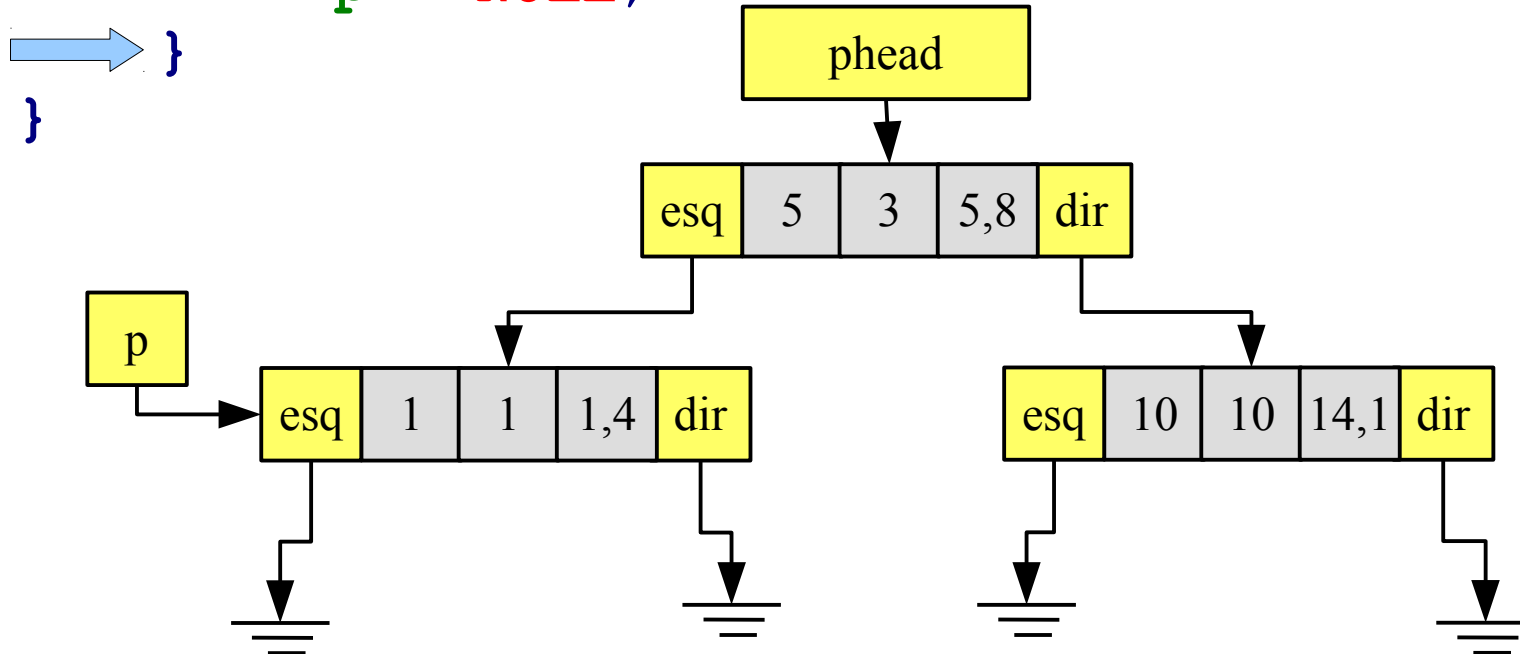 p = NULL;
}
}
phead
esq 5 3 5,8 dir
p
esq 1 1 1,4 dir
esq 10 10 14,1 dir